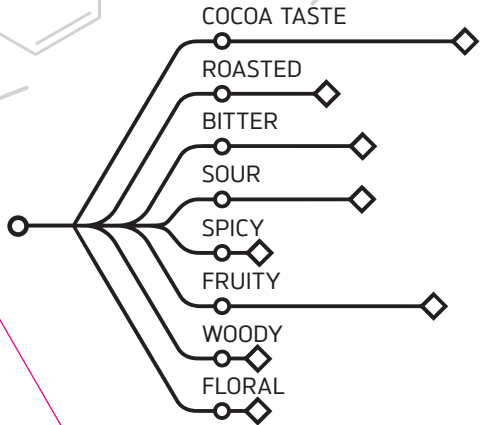 COCOA TASTE
ROASTED
BITTER
SOUR
SPICY
FRUITY
WOODY
FLORAL